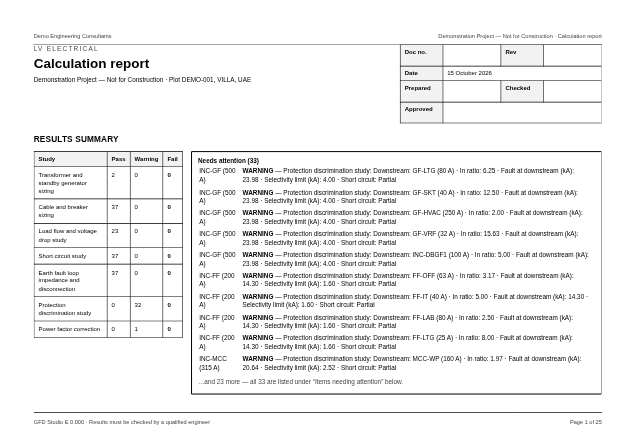 Demo Engineering Consultants
Demonstration Project — Not for Construction · Calculation report
LV ELECTRICAL
Calculation report
Demonstration Project — Not for Construction · Plot DEMO-001, VILLA, UAE
Doc no.
Rev
Date 15 October 2026
Prepared
Checked
Approved
RESULTS SUMMARY
Study Pass Warning Fail
Transformer and 2 0 0
standby generator
sizing
Cable and breaker 37 0 0
sizing
Load flow and voltage 23 0 0
drop study
Short circuit study 37 0 0
Earth fault loop 37 0 0
impedance and
disconnection
Protection 0 32 0
discrimination study
Power factor correction 0 1 0
Needs attention (33)
INC-GF (500 WARNING — Protection discrimination study: Downstream: GF-LTG (80 A) · In ratio: 6.25 · Fault at downstream (kA):
A) 23.98 · Selectivity limit (kA): 4.00 · Short circuit: Partial
INC-GF (500 WARNING — Protection discrimination study: Downstream: GF-SKT (40 A) · In ratio: 12.50 · Fault at downstream (kA):
A) 23.98 · Selectivity limit (kA): 4.00 · Short circuit: Partial
INC-GF (500 WARNING — Protection discrimination study: Downstream: GF-HVAC (250 A) · In ratio: 2.00 · Fault at downstream (kA):
A) 23.98 · Selectivity limit (kA): 4.00 · Short circuit: Partial
INC-GF (500 WARNING — Protection discrimination study: Downstream: GF-VRF (32 A) · In ratio: 15.63 · Fault at downstream (kA):
A) 23.98 · Selectivity limit (kA): 4.00 · Short circuit: Partial
INC-GF (500 WARNING — Protection discrimination study: Downstream: INC-DBGF1 (100 A) · In ratio: 5.00 · Fault at downstream (kA):
A) 23.98 · Selectivity limit (kA): 4.00 · Short circuit: Partial
INC-FF (200 WARNING — Protection discrimination study: Downstream: FF-OFF (63 A) · In ratio: 3.17 · Fault at downstream (kA):
A) 14.30 · Selectivity limit (kA): 1.60 · Short circuit: Partial
INC-FF (200 WARNING — Protection discrimination study: Downstream: FF-IT (40 A) · In ratio: 5.00 · Fault at downstream (kA): 14.30 ·
A) Selectivity limit (kA): 1.60 · Short circuit: Partial
INC-FF (200 WARNING — Protection discrimination study: Downstream: FF-LAB (80 A) · In ratio: 2.50 · Fault at downstream (kA):
A) 14.30 · Selectivity limit (kA): 1.60 · Short circuit: Partial
INC-FF (200 WARNING — Protection discrimination study: Downstream: FF-LTG (25 A) · In ratio: 8.00 · Fault at downstream (kA):
A) 14.30 · Selectivity limit (kA): 1.60 · Short circuit: Partial
INC-MCC WARNING — Protection discrimination study: Downstream: MCC-WP (160 A) · In ratio: 1.97 · Fault at downstream (kA):
(315 A) 20.64 · Selectivity limit (kA): 2.52 · Short circuit: Partial
…and 23 more — all 33 are listed under "items needing attention" below.
GFD Studio E 0.000 · Results must be checked by a qualified engineer
Page 1 of 25